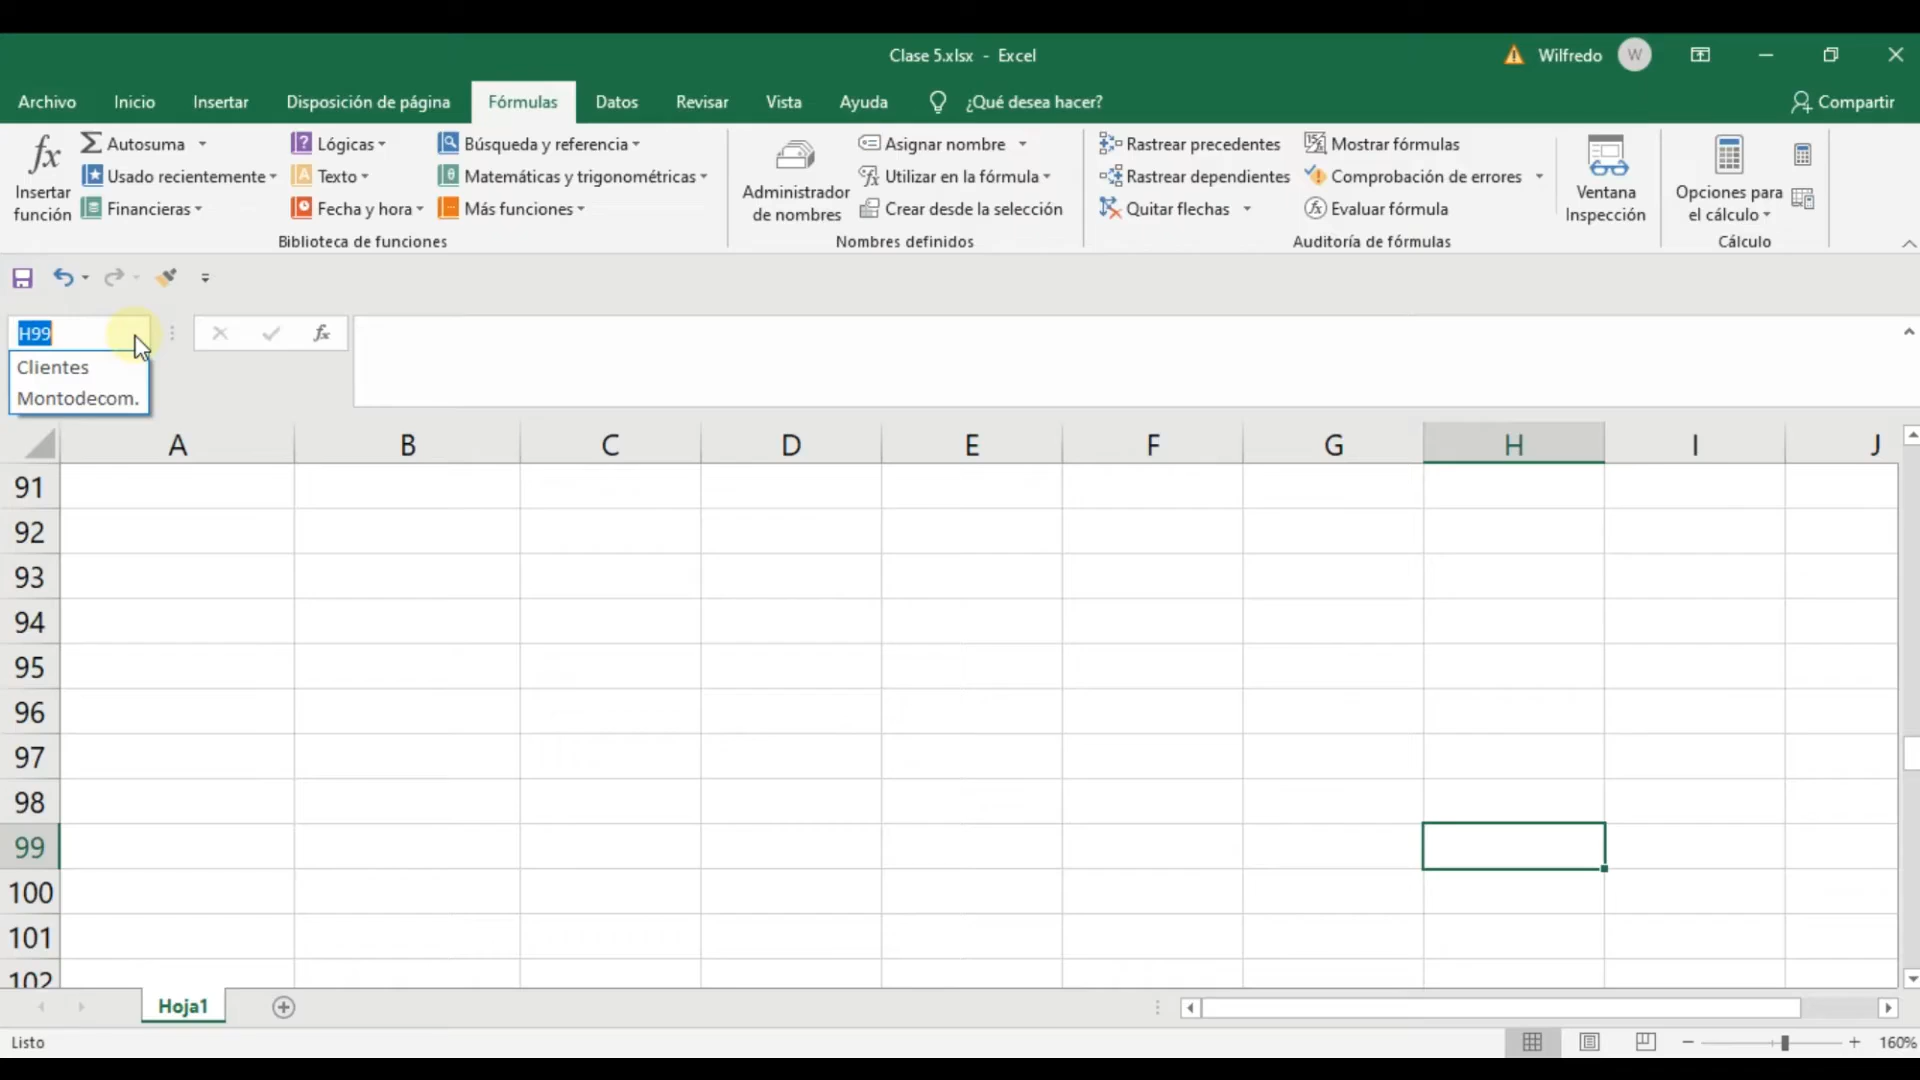 Clase 5.xlsx - Excel
Wilfredo
W
Archivo
Inicio
Insertar
Disposición de página
Fórmulas
Datos
Revisar
Vista
Ayuda
¿Qué desea hacer?
Compartir
fx
Insertar
función
Autosuma
Usado recientemente
Financieras
Lógicas
Texto
Fecha y hora
Búsqueda y referencia
Matemáticas y trigonométricas
Más funciones
Biblioteca de funciones
Administrador
de nombres
Asignar nombre
Utilizar en la fórmula
Crear desde la selección
Nombres definidos
Rastrear precedentes
Rastrear dependientes
Quitar flechas
Mostrar fórmulas
Comprobación de errores
Evaluar fórmula
Auditoría de fórmulas
Ventana
Inspección
Opciones para
el cálculo
Cálculo
H99
fx
Clientes
Montodecom.
A B C D E F G H I J
91
92
93
94
95
96
97
98
99
100
101
102
Hoja1
Listo
160%